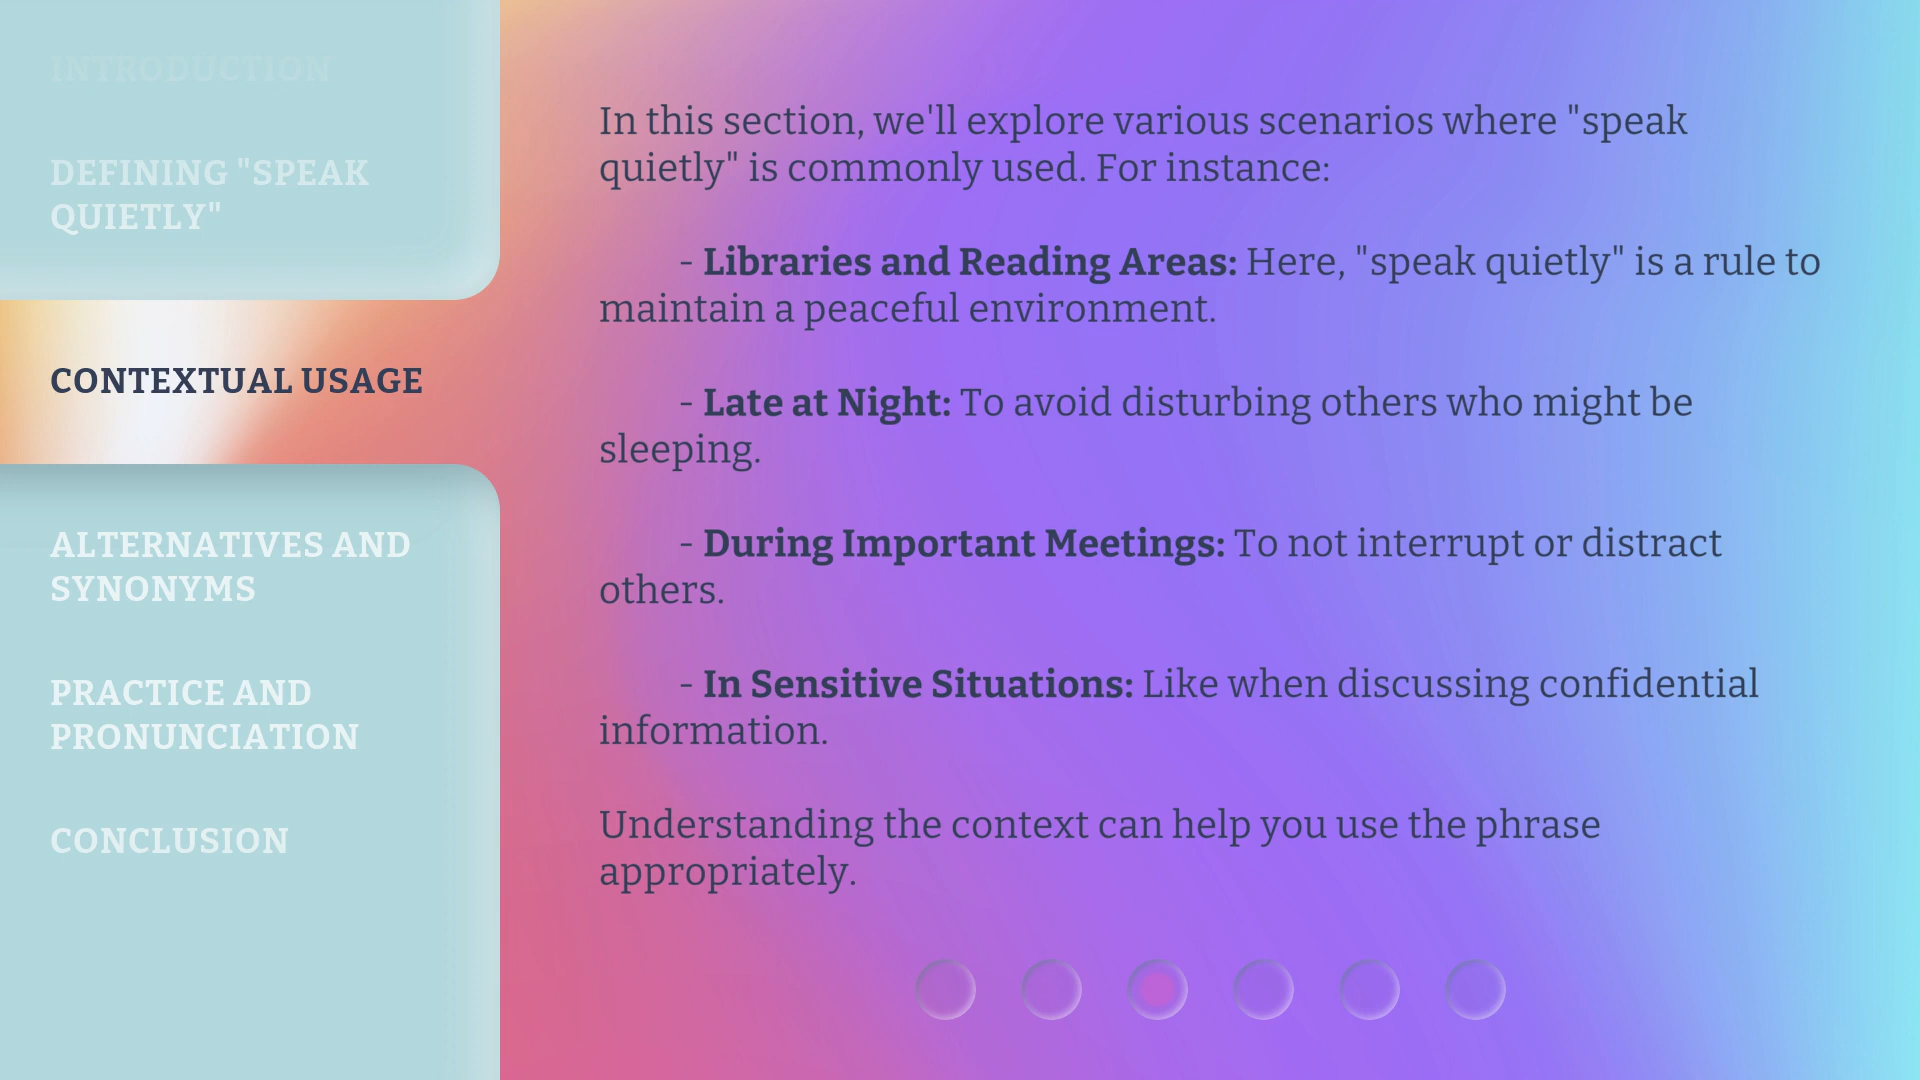 INTRODUCTION
DEFINING "SPEAK
QUIETLY"
CONTEXTUAL USAGE
ALTERNATIVES AND
SYNONYMS
PRACTICE AND
PRONUNCIATION
CONCLUSION
In this section, we'll explore various scenarios where "speak
quietly" is commonly used. For instance:
- Libraries and Reading Areas: Here, "speak quietly" is a rule to
maintain a peaceful environment.
- Late at Night: To avoid disturbing others who might be
sleeping.
- During Important Meetings: To not interrupt or distract
others.
- In Sensitive Situations: Like when discussing confidential
information.
Understanding the context can help you use the phrase
appropriately.